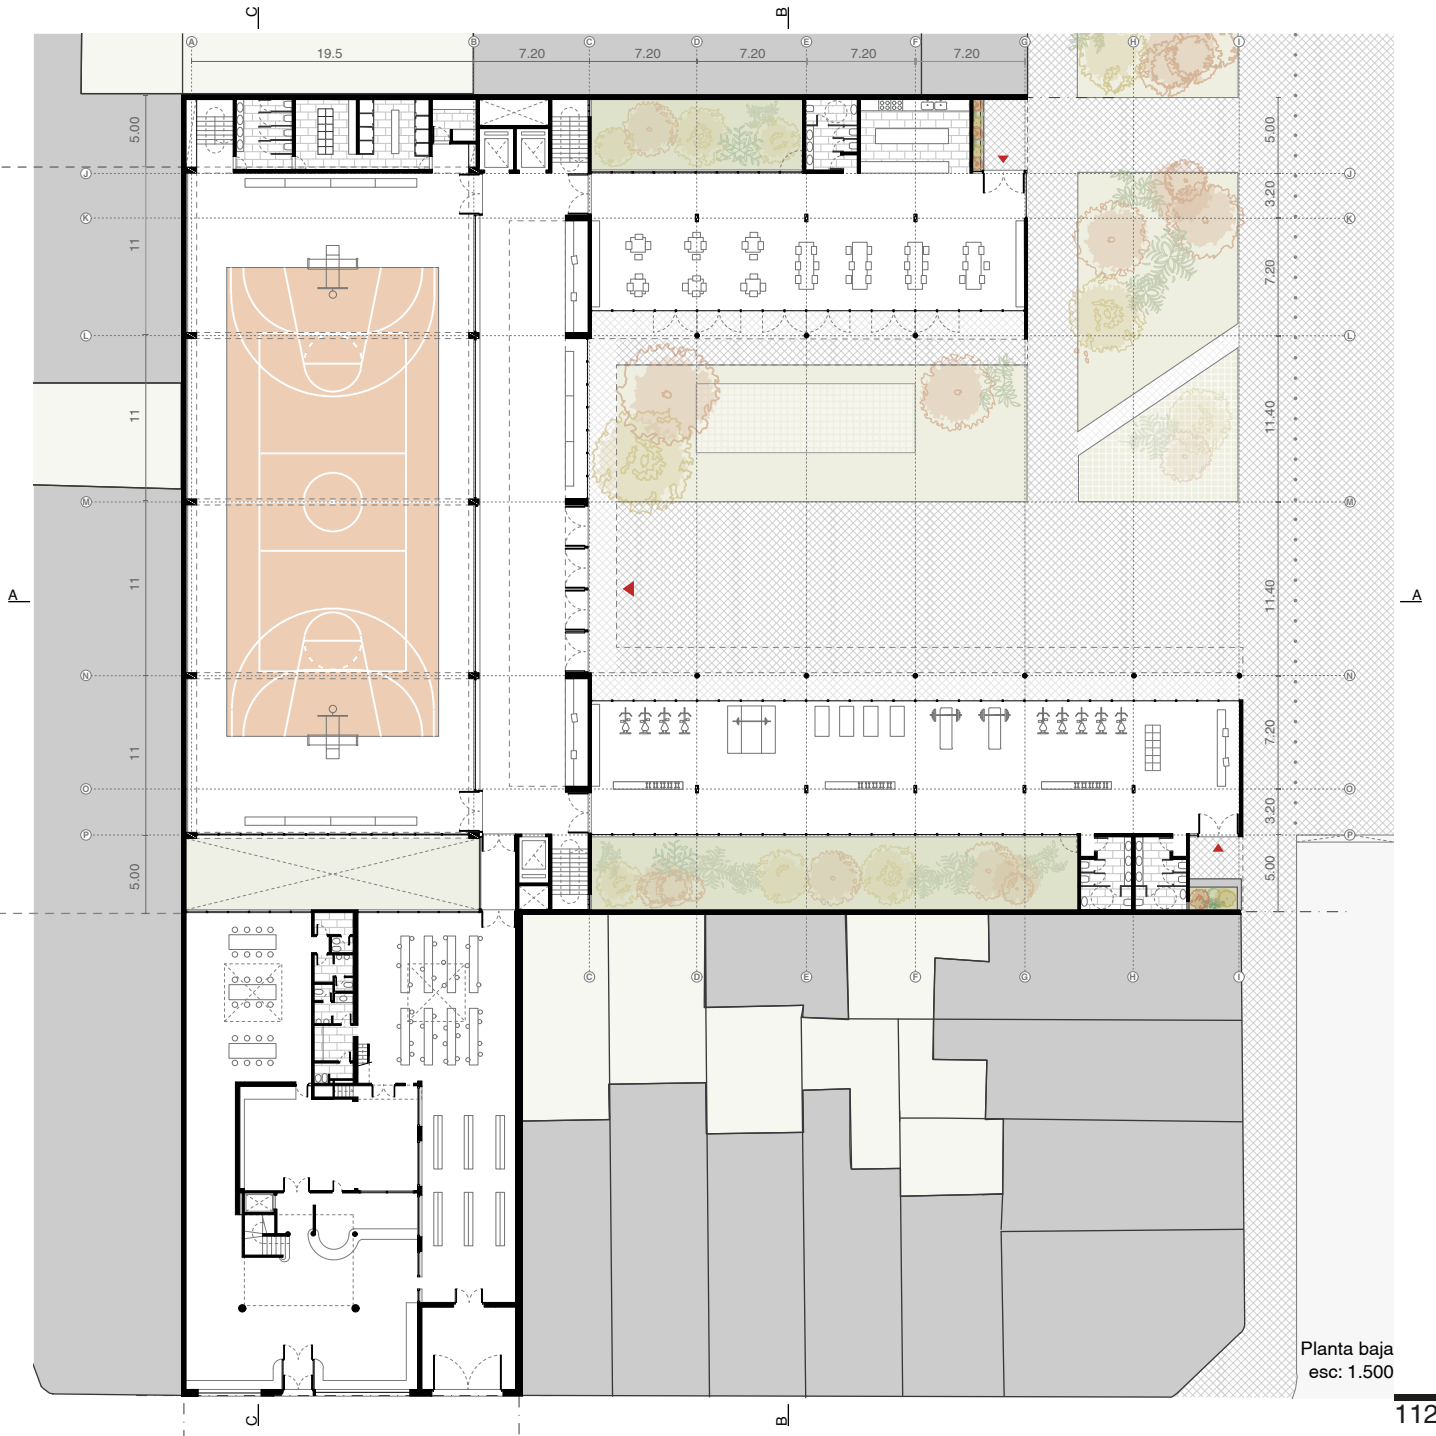 C B
A B C D E F G H I
19.5 7.20 7.20 7.20 7.20 7.20
5.00 5.00
J J
3.20
K K
11 7.20
L L
11 11.40
M M
11 11.40
A A
N N
11 7.20
O O
3.20
P P
5.00 5.00
C D E F G H I
Planta baja
esc: 1.500
C B
112